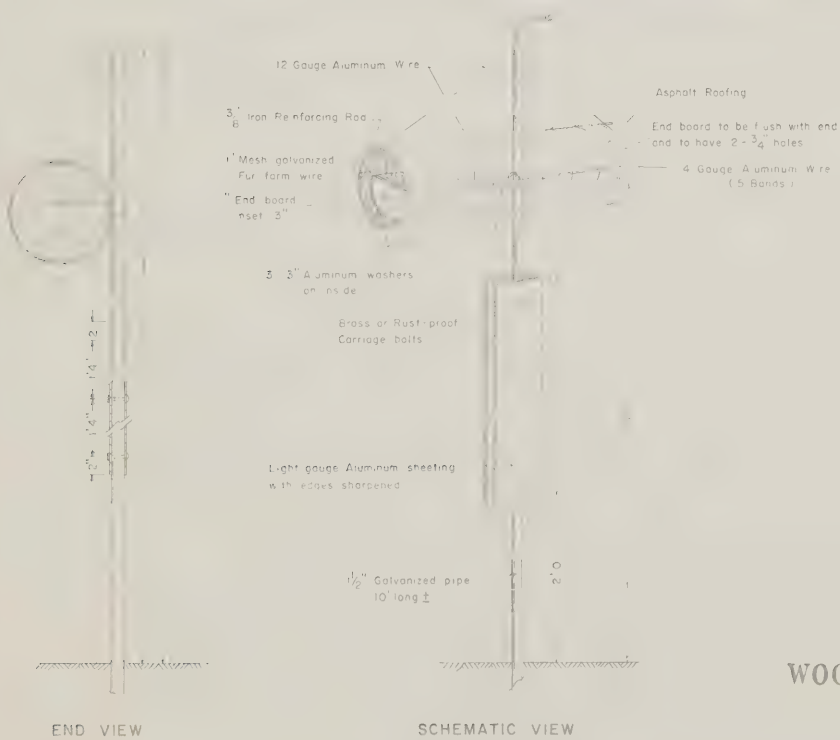 12 Gauge Aluminum Wire
3/8" Iron Reinforcing Rod
1" Mesh galvanized
Fur farm wire
" End board
inset 3"
3 - 3" Aluminum washers
on inside
Brass or Rust-proof
Carriage bolts
Light gauge Aluminum sheeting
with edges sharpened
1 1/2" Galvanized pipe
10' long ±
Asphalt Roofing
End board to be flush with end
and to have 2 - 3/4" holes
4 Gauge Aluminum Wire
( 5 Bands )
2"
1'4"
1'4"
2"
2'0
END VIEW
SCHEMATIC VIEW
WOO